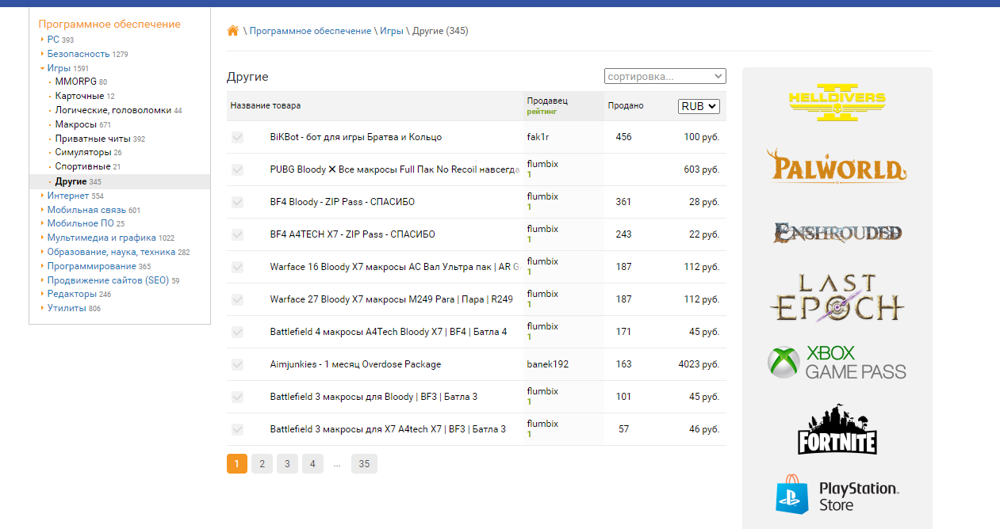 Программное обеспечение
PC 393
Безопасность 1279
Игры 1591
MMORPG 80
Карточные 12
Логические, головоломки 44
Макросы 671
Приватные читы 392
Симуляторы 26
Спортивные 21
Другие 345
Интернет 554
Мобильная связь 601
Мобильное ПО 25
Мультимедиа и графика 1022
Образование, наука, техника 282
Программирование 365
Продвижение сайтов (SEO) 59
Редакторы 246
Утилиты 806
\ Программное обеспечение \ Игры \ Другие (345)
Другие
сортировка...
Название товара
Продавец
рейтинг
Продано
RUB
BiKBot - бот для игры Братва и Кольцо fak1r 456 100 руб.
PUBG Bloody ❌ Все макросы Full Пак No Recoil навсегда flumbix 603 руб.
1
BF4 Bloody - ZIP Pass - СПАСИБО flumbix 361 28 руб.
1
BF4 A4TECH X7 - ZIP Pass - СПАСИБО flumbix 243 22 руб.
1
Warface 16 Bloody X7 макросы АС Вал Ультра пак | AR G flumbix 187 112 руб.
1
Warface 27 Bloody X7 макросы M249 Para | Пара | R249 flumbix 187 112 руб.
1
Battlefield 4 макросы A4Tech Bloody X7 | BF4 | Батла 4 flumbix 171 45 руб.
1
Aimjunkies - 1 месяц Overdose Package banek192 163 4023 руб.
Battlefield 3 макросы для Bloody | BF3 | Батла 3 flumbix 101 45 руб.
1
Battlefield 3 макросы для X7 A4tech X7 | BF3 | Батла 3 flumbix 57 46 руб.
1
1 2 3 4 ... 35
HELLDIVERS
PALWORLD
ENSHROUDED
LAST
EPOCH
XBOX
GAME PASS
FORTNITE
PlayStation™
Store